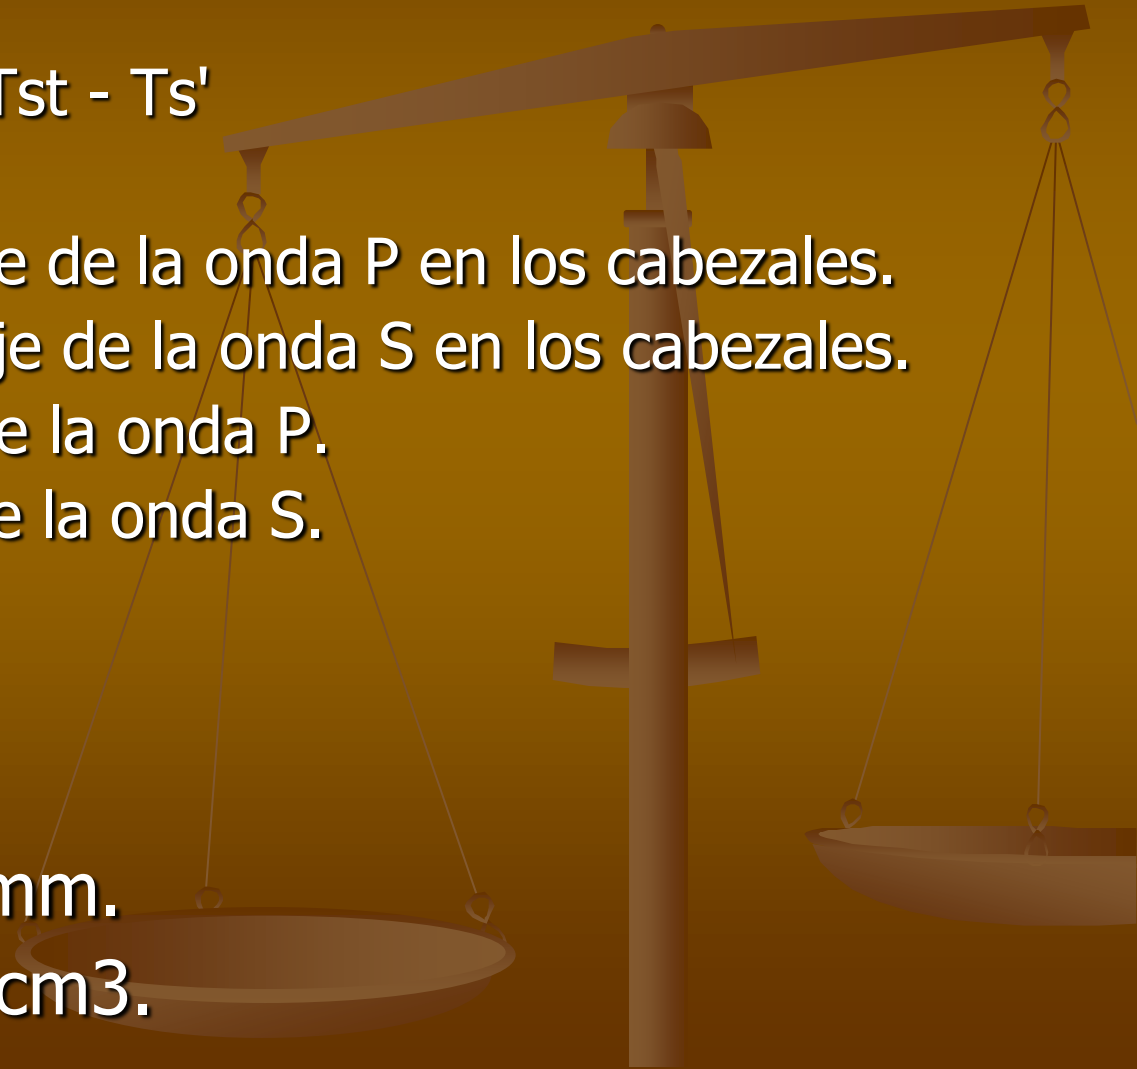 Tst - Ts'
e de la onda P en los cabezales.
je de la onda S en los cabezales.
e la onda P.
e la onda S.
mm.
cm3.